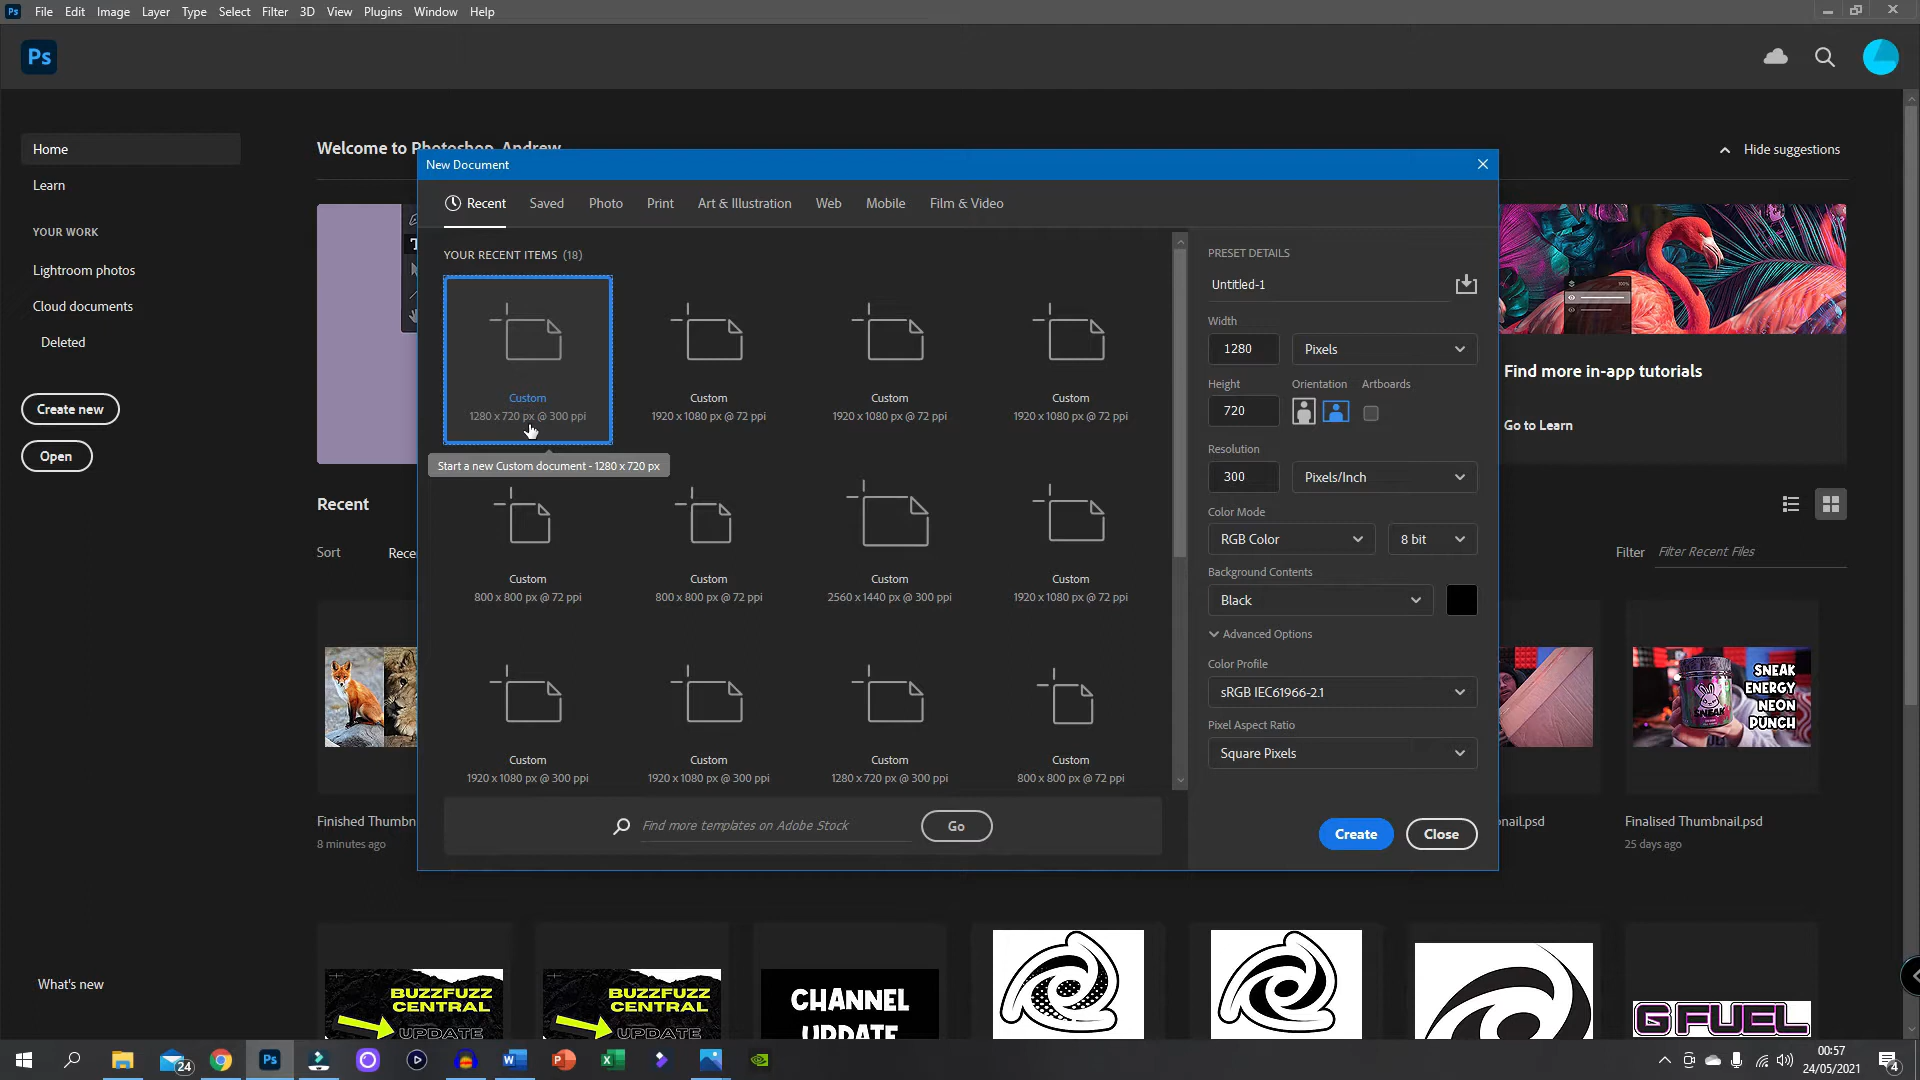 Ps File Edit Image Layer Type Select Filter 3D View Plugins Window Help
Ps
Home
Learn
YOUR WORK
Lightroom photos
Cloud documents
Deleted
Create new
Open
What's new
Hide suggestions
New Document
Recent Saved Photo Print Art & Illustration Web Mobile Film & Video
YOUR RECENT ITEMS (18)
Custom
1280 x 720 px @ 300 ppi
Custom
1920 x 1080 px @ 72 ppi
Custom
1920 x 1080 px @ 72 ppi
Custom
1920 x 1080 px @ 72 ppi
Start a new Custom document - 1280 x 720 px
Custom
800 x 800 px @ 72 ppi
Custom
800 x 800 px @ 72 ppi
Custom
2560 x 1440 px @ 300 ppi
Custom
1920 x 1080 px @ 72 ppi
Custom
1920 x 1080 px @ 300 ppi
Custom
1920 x 1080 px @ 300 ppi
Custom
1280 x 720 px @ 300 ppi
Custom
800 x 800 px @ 72 ppi
Find more templates on Adobe Stock
Go
PRESET DETAILS
Untitled-1
Width
1280 Pixels
Height Orientation Artboards
720
Resolution
300 Pixels/Inch
Color Mode
RGB Color 8 bit
Background Contents
Black
Advanced Options
Color Profile
sRGB IEC61966-2.1
Pixel Aspect Ratio
Square Pixels
Create Close
Find more in-app tutorials
Go to Learn
Recent
Sort
Filter Filter Recent Files
SNEAK
ENERGY
NEON
PUNCH
SNEAK
Finished Thumbn
8 minutes ago
nail.psd
Finalised Thumbnail.psd
25 days ago
BUZZFUZZ
CENTRAL
UPDATE
BUZZFUZZ
CENTRAL
UPDATE
CHANNEL
UPDATE
G FUEL
24
Ps
00:57
24/05/2021
4